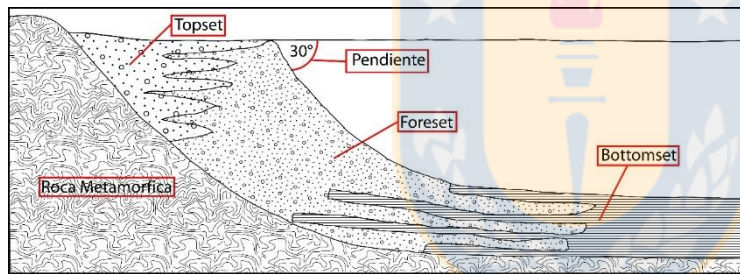 Topset
30°
Pendiente
Foreset
Bottomset
Roca Metamorfica